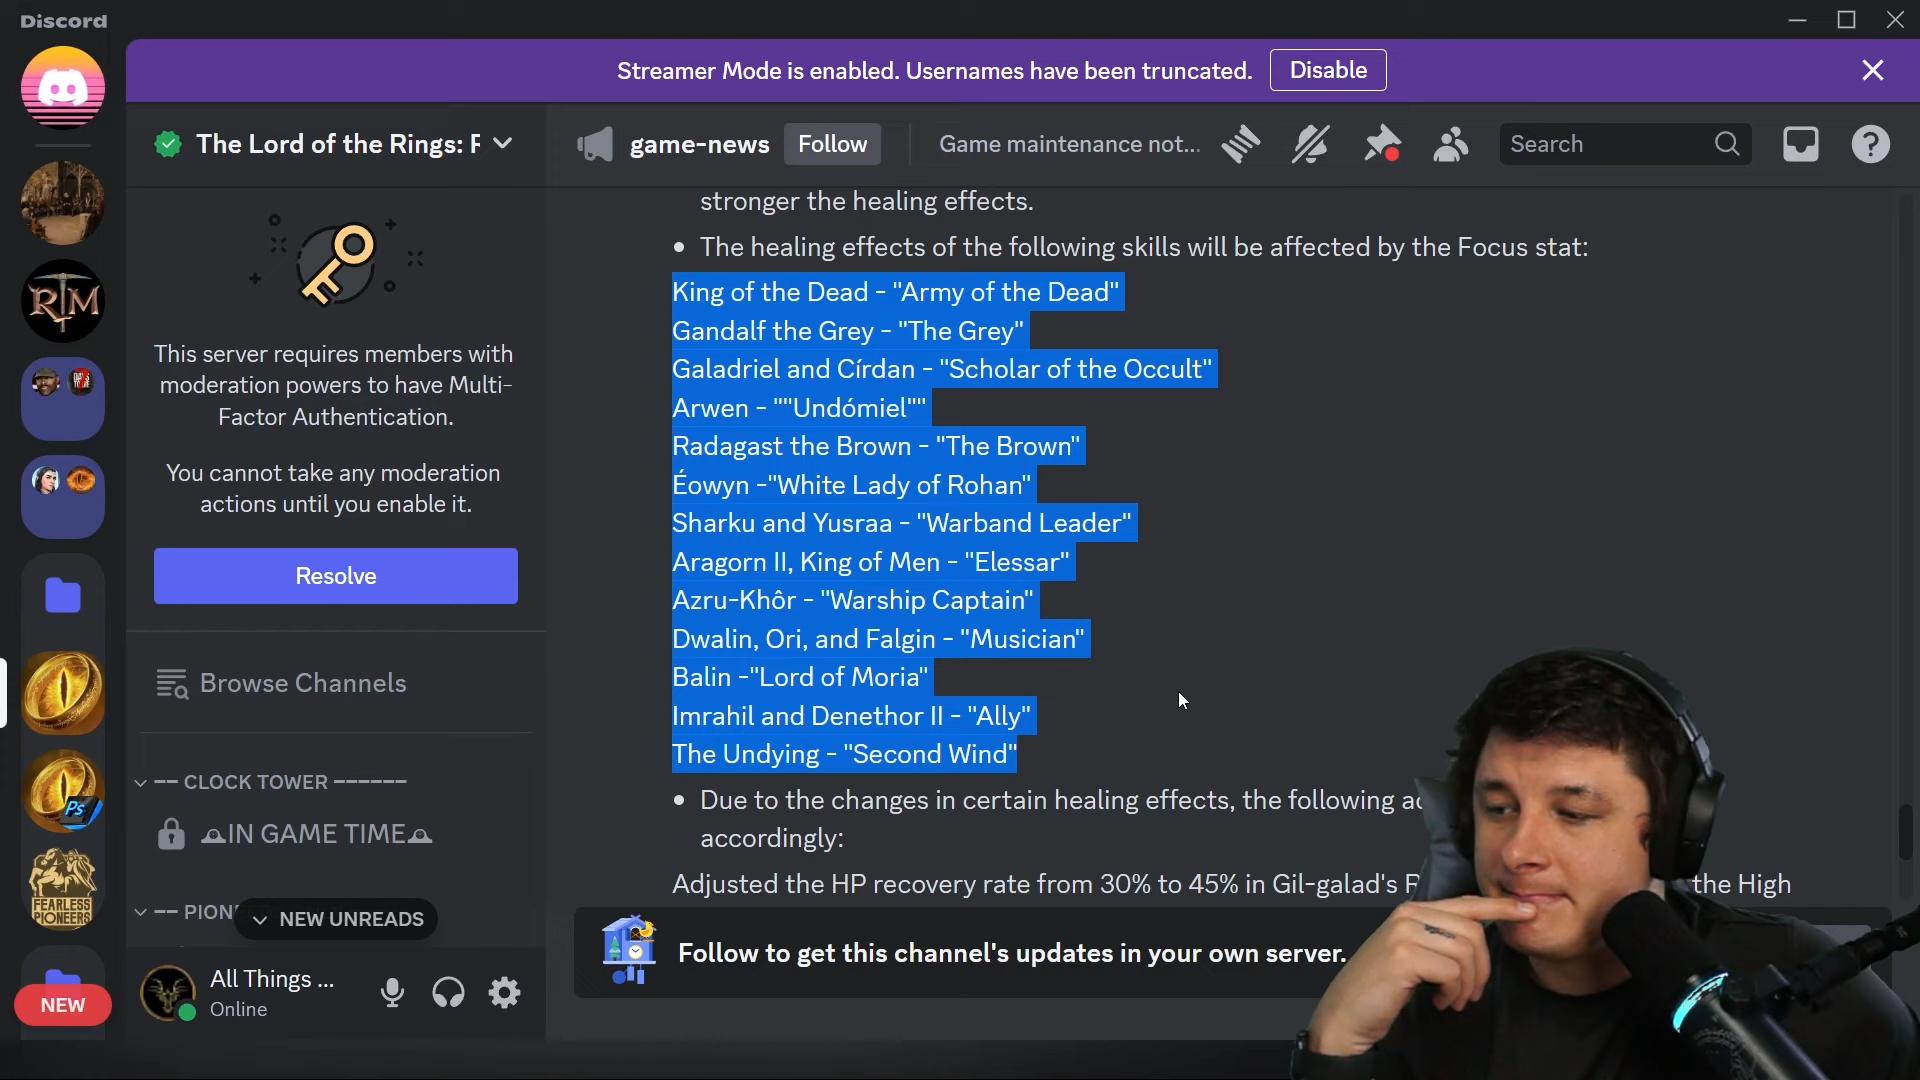 Discord
Streamer Mode is enabled. Usernames have been truncated.
Disable
The Lord of the Rings: R
game-news
Follow
Game maintenance not...
Search
stronger the healing effects.
• The healing effects of the following skills will be affected by the Focus stat:
King of the Dead - "Army of the Dead"
Gandalf the Grey - "The Grey"
Galadriel and Círdan - "Scholar of the Occult"
Arwen - ""Undómiel""
Radagast the Brown - "The Brown"
Éowyn -"White Lady of Rohan"
Sharku and Yusraa - "Warband Leader"
Aragorn II, King of Men - "Elessar"
Azru-Khôr - "Warship Captain"
Dwalin, Ori, and Falgin - "Musician"
Balin -"Lord of Moria"
Imrahil and Denethor II - "Ally"
The Undying - "Second Wind"
• Due to the changes in certain healing effects, the following
accordingly:
Adjusted the HP recovery rate from 30% to 45% in Gil-galad's
the High
Follow to get this channel's updates in your own server.
This server requires members with
moderation powers to have Multi-
Factor Authentication.
You cannot take any moderation
actions until you enable it.
Resolve
Browse Channels
-- CLOCK TOWER ------
IN GAME TIME
-- PION
NEW UNREADS
All Things ...
Online
NEW
RTM
Ps
FEARLESS
PIONEERS